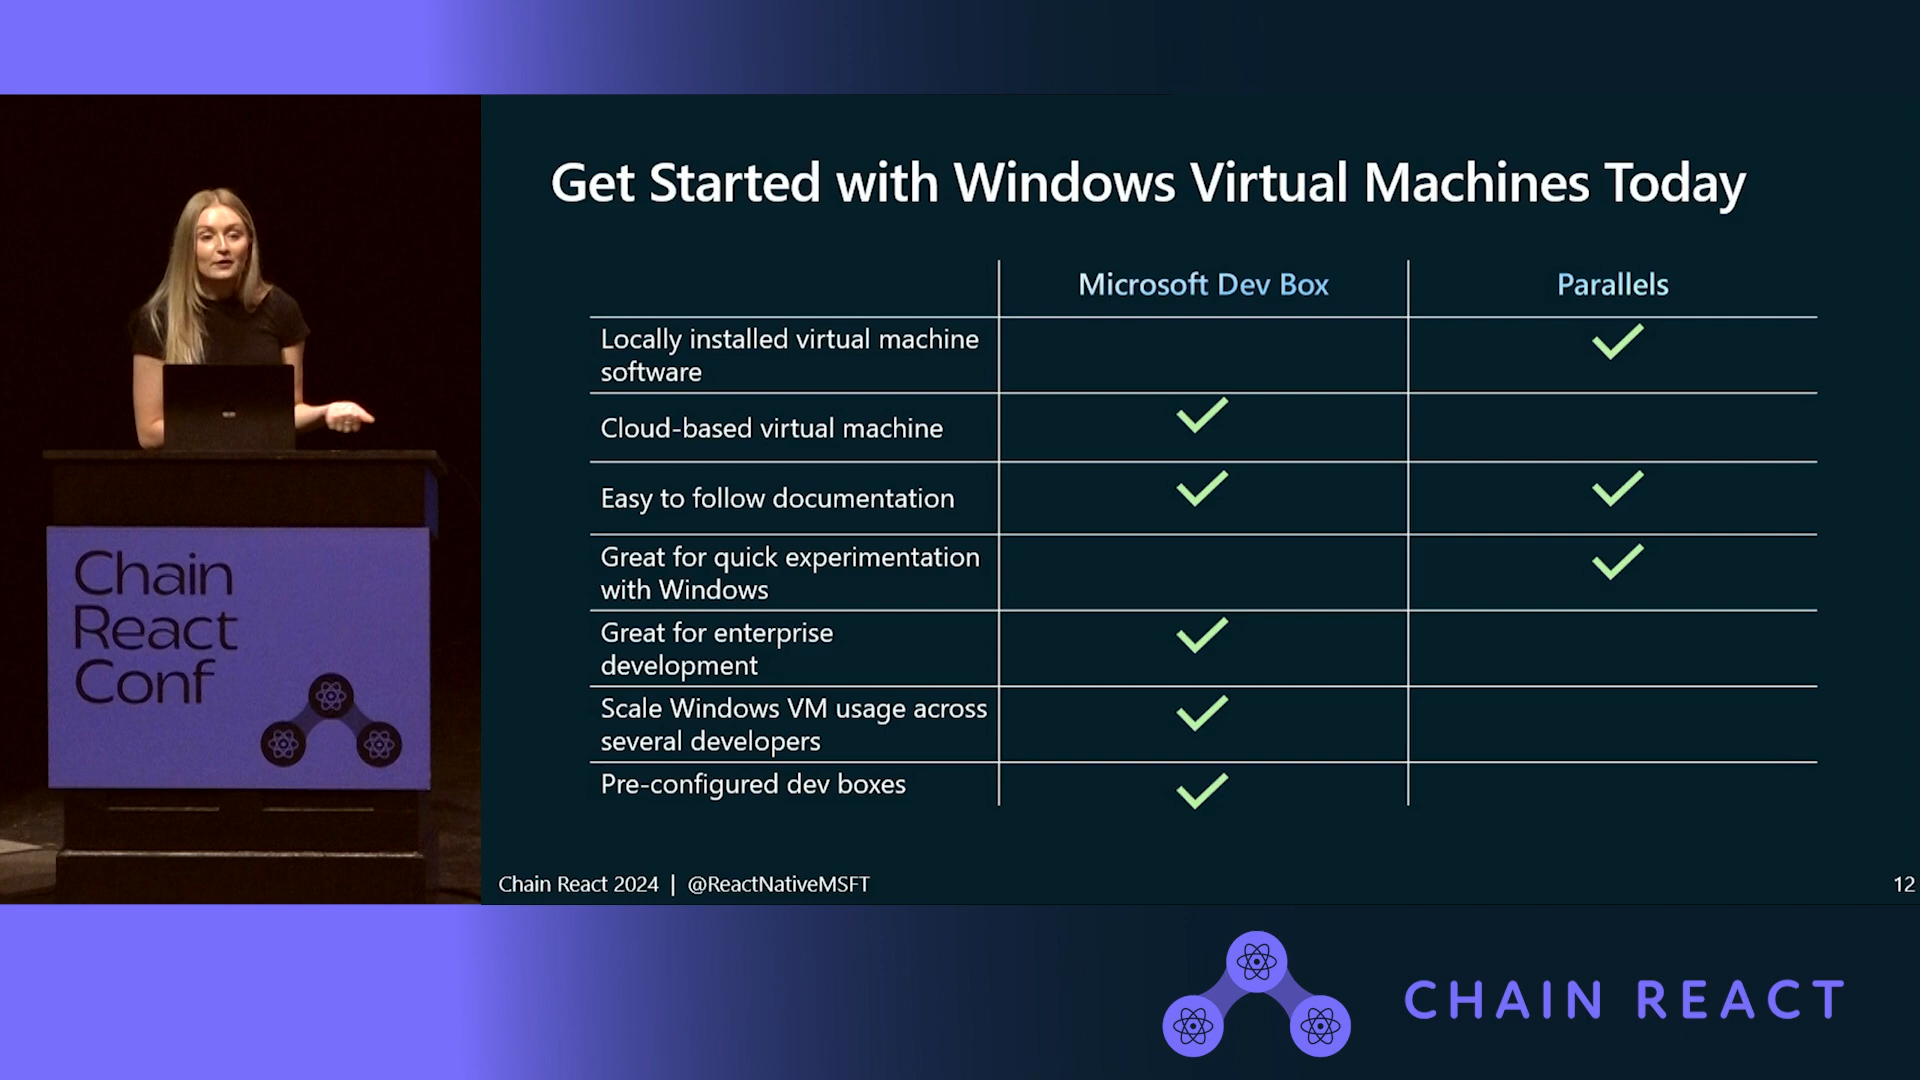 Get Started with Windows Virtual Machines Today
Microsoft Dev Box
Parallels
Locally installed virtual machine
software
Cloud-based virtual machine
Easy to follow documentation
Great for quick experimentation
with Windows
Great for enterprise
development
Scale Windows VM usage across
several developers
Pre-configured dev boxes
Chain React 2024 | @ReactNativeMSFT
12
Chain
React
Conf
CHAIN REACT